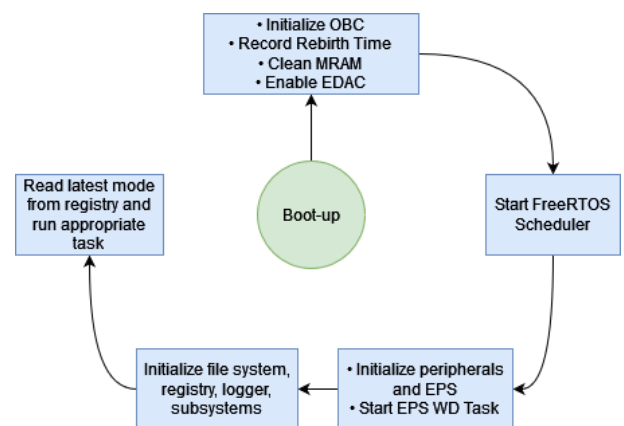 • Initialize OBC
• Record Rebirth Time
• Clean MRAM
• Enable EDAC
Boot-up
Start FreeRTOS
Scheduler
• Initialize peripherals
and EPS
• Start EPS WD Task
Initialize file system,
registry, logger,
subsystems
Read latest mode
from registry and
run appropriate
task